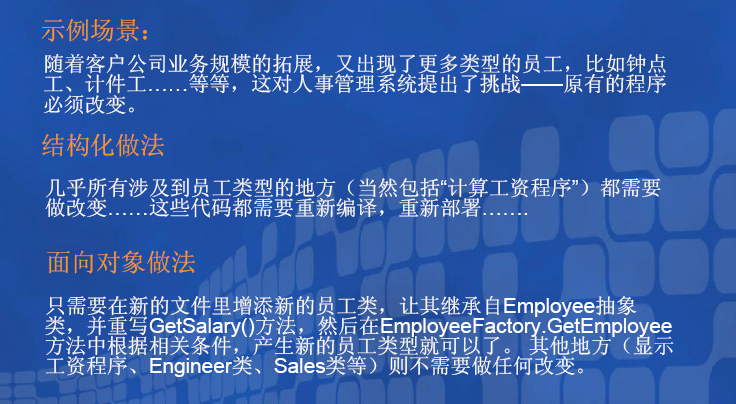 示例场景：
随着客户公司业务规模的拓展，又出现了更多类型的员工，比如钟点
工、计件工……等等，这对人事管理系统提出了挑战——原有的程序
必须改变。
结构化做法
几乎所有涉及到员工类型的地方（当然包括“计算工资程序”）都需要
做改变……这些代码都需要重新编译，重新部署…….
面向对象做法
只需要在新的文件里增添新的员工类，让其继承自Employee抽象
类，并重写GetSalary()方法，然后在EmployeeFactory.GetEmployee
方法中根据相关条件，产生新的员工类型就可以了。 其他地方（显示
工资程序、Engineer类、Sales类等）则不需要做任何改变。